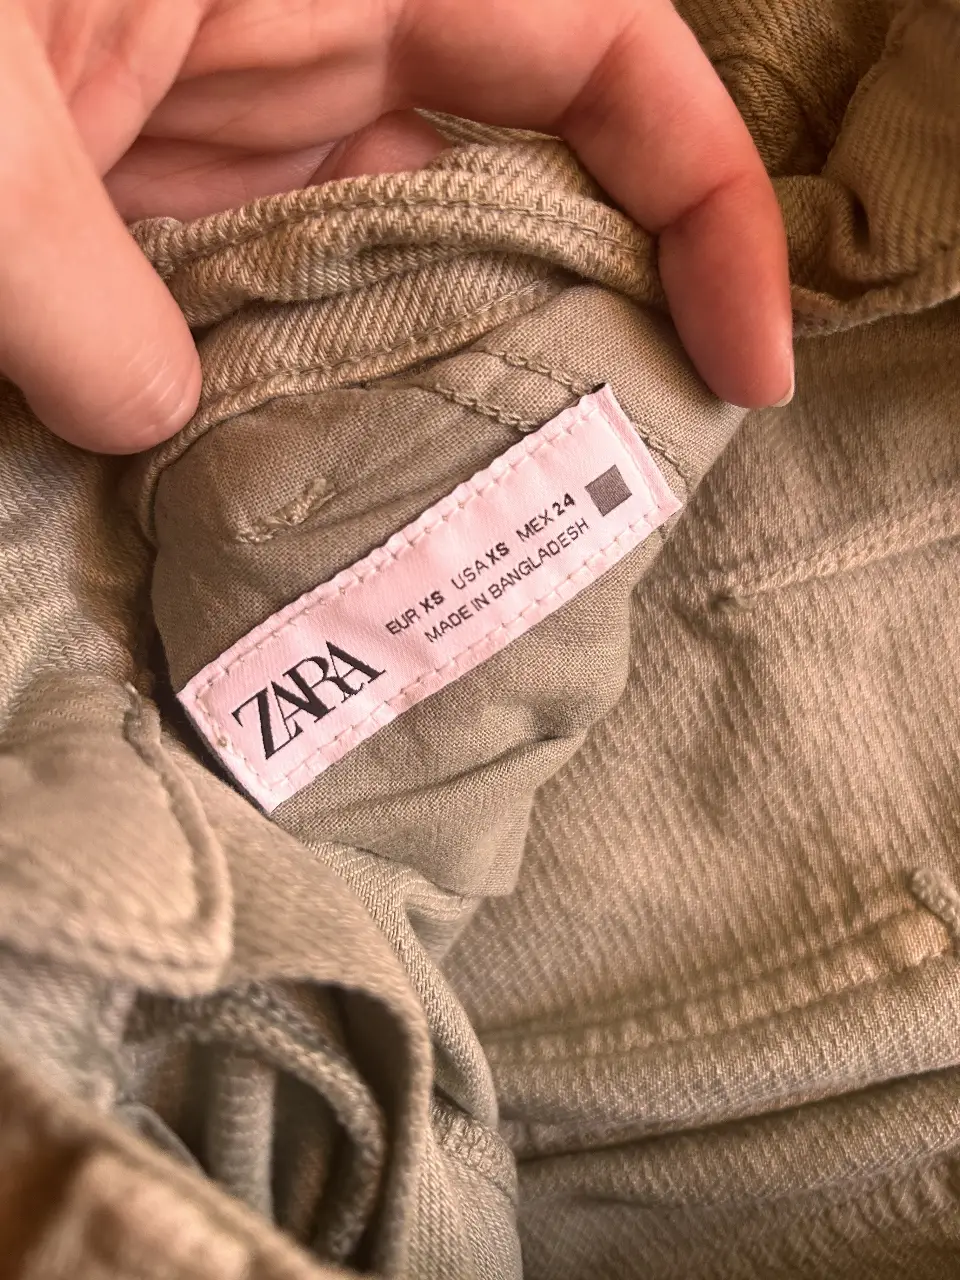 ZARA
EUR XS USA XS MEX 24
MADE IN BANGLADESH